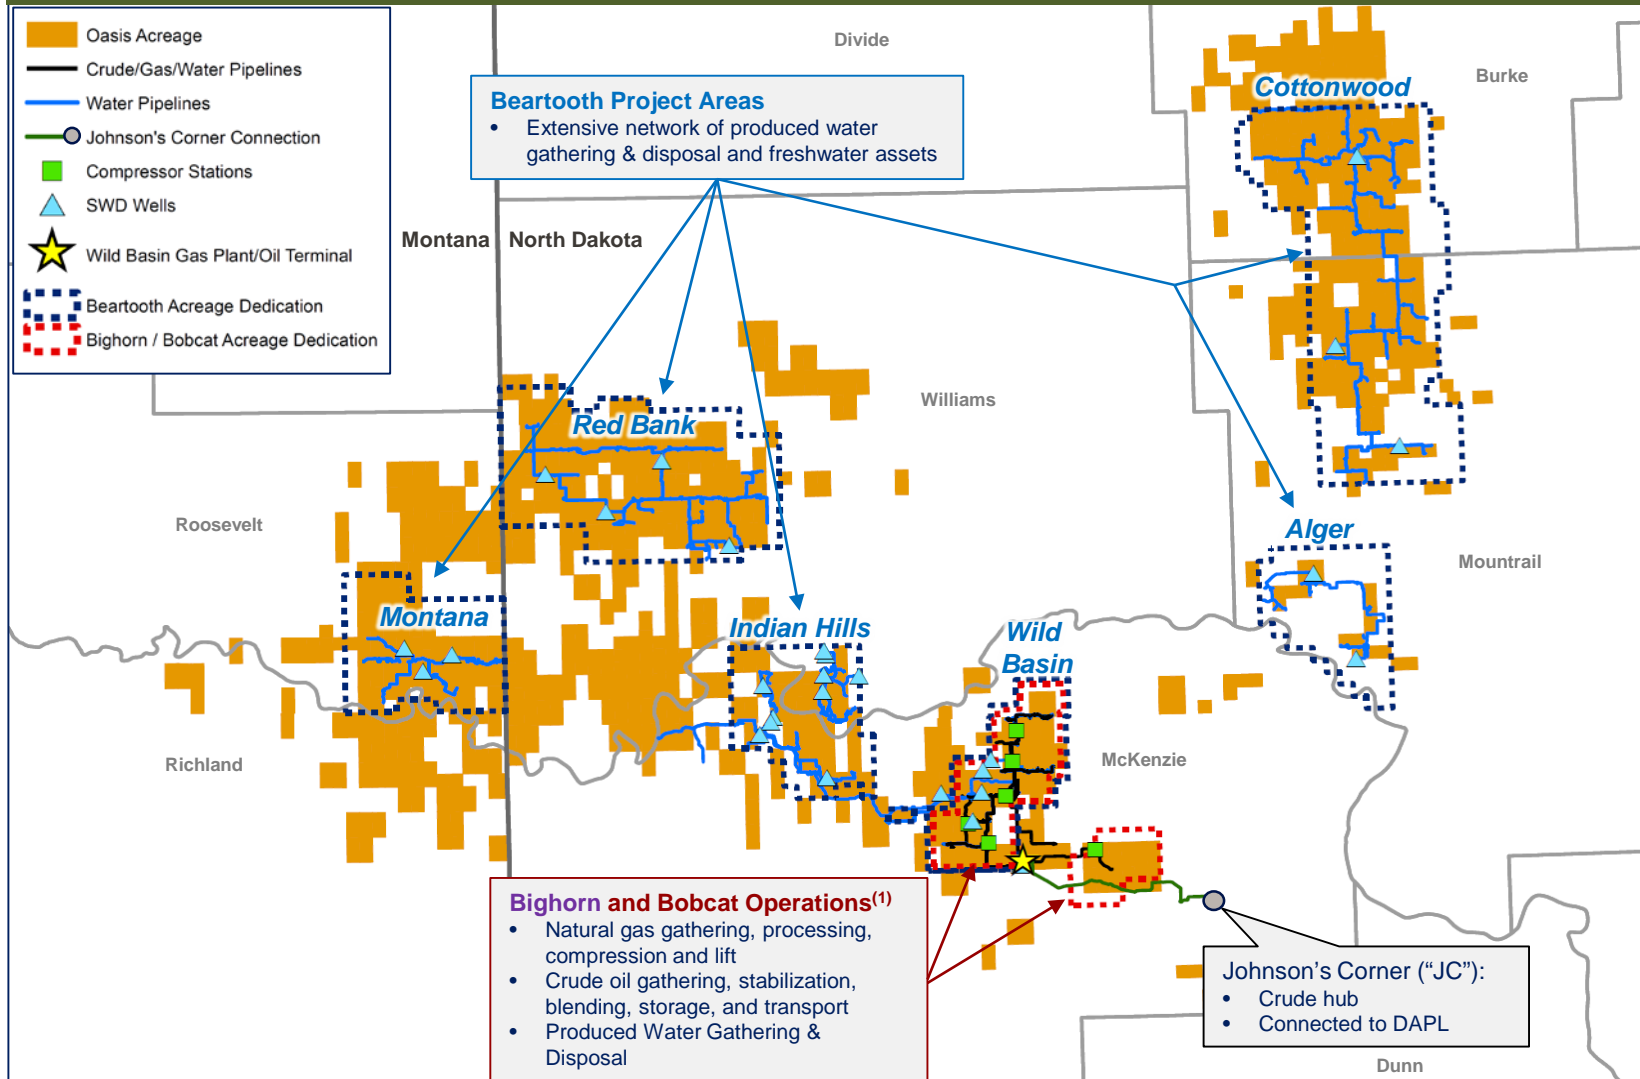 Oasis Acreage
Crude/Gas/Water Pipelines
Water Pipelines
Johnson's Corner Connection
Compressor Stations
SWD Wells
Wild Basin Gas Plant/Oil Terminal
Beartooth Acreage Dedication
Bighorn / Bobcat Acreage Dedication
Divide
Burke
Cottonwood
Beartooth Project Areas
• Extensive network of produced water
gathering & disposal and freshwater assets
Montana
North Dakota
Williams
Red Bank
Roosevelt
Alger
Mountrail
Montana
Indian Hills
Wild
Basin
Richland
McKenzie
Bighorn and Bobcat Operations(1)
• Natural gas gathering, processing,
compression and lift
• Crude oil gathering, stabilization,
blending, storage, and transport
• Produced Water Gathering &
Disposal
Johnson’s Corner (“JC”):
• Crude hub
• Connected to DAPL
Dunn